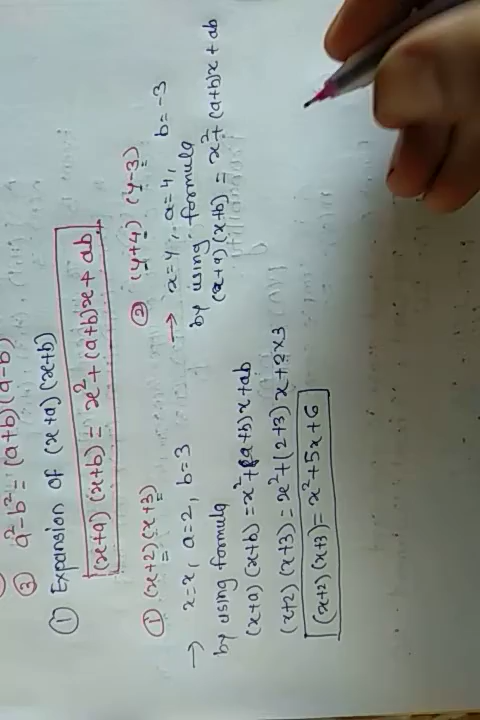 ③ a²-b² = (a+b) (a-b)
① Expansion of (x+a) (x+b)
(x+a) (x+b) = x²+(a+b)x+ab
① (x+2) (x+3)
→ x=x, a=2, b=3
by using formula
(x+a) (x+b) = x²+(a+b)x+ab
(x+2) (x+3) = x²+(2+3)x+2×3
(x+2) (x+3) = x²+5x+6
② (y+4) (y-3)
→ x=y, a=4, b=-3
by using formula
(x+a) (x+b) = x²+(a+b)x+ab